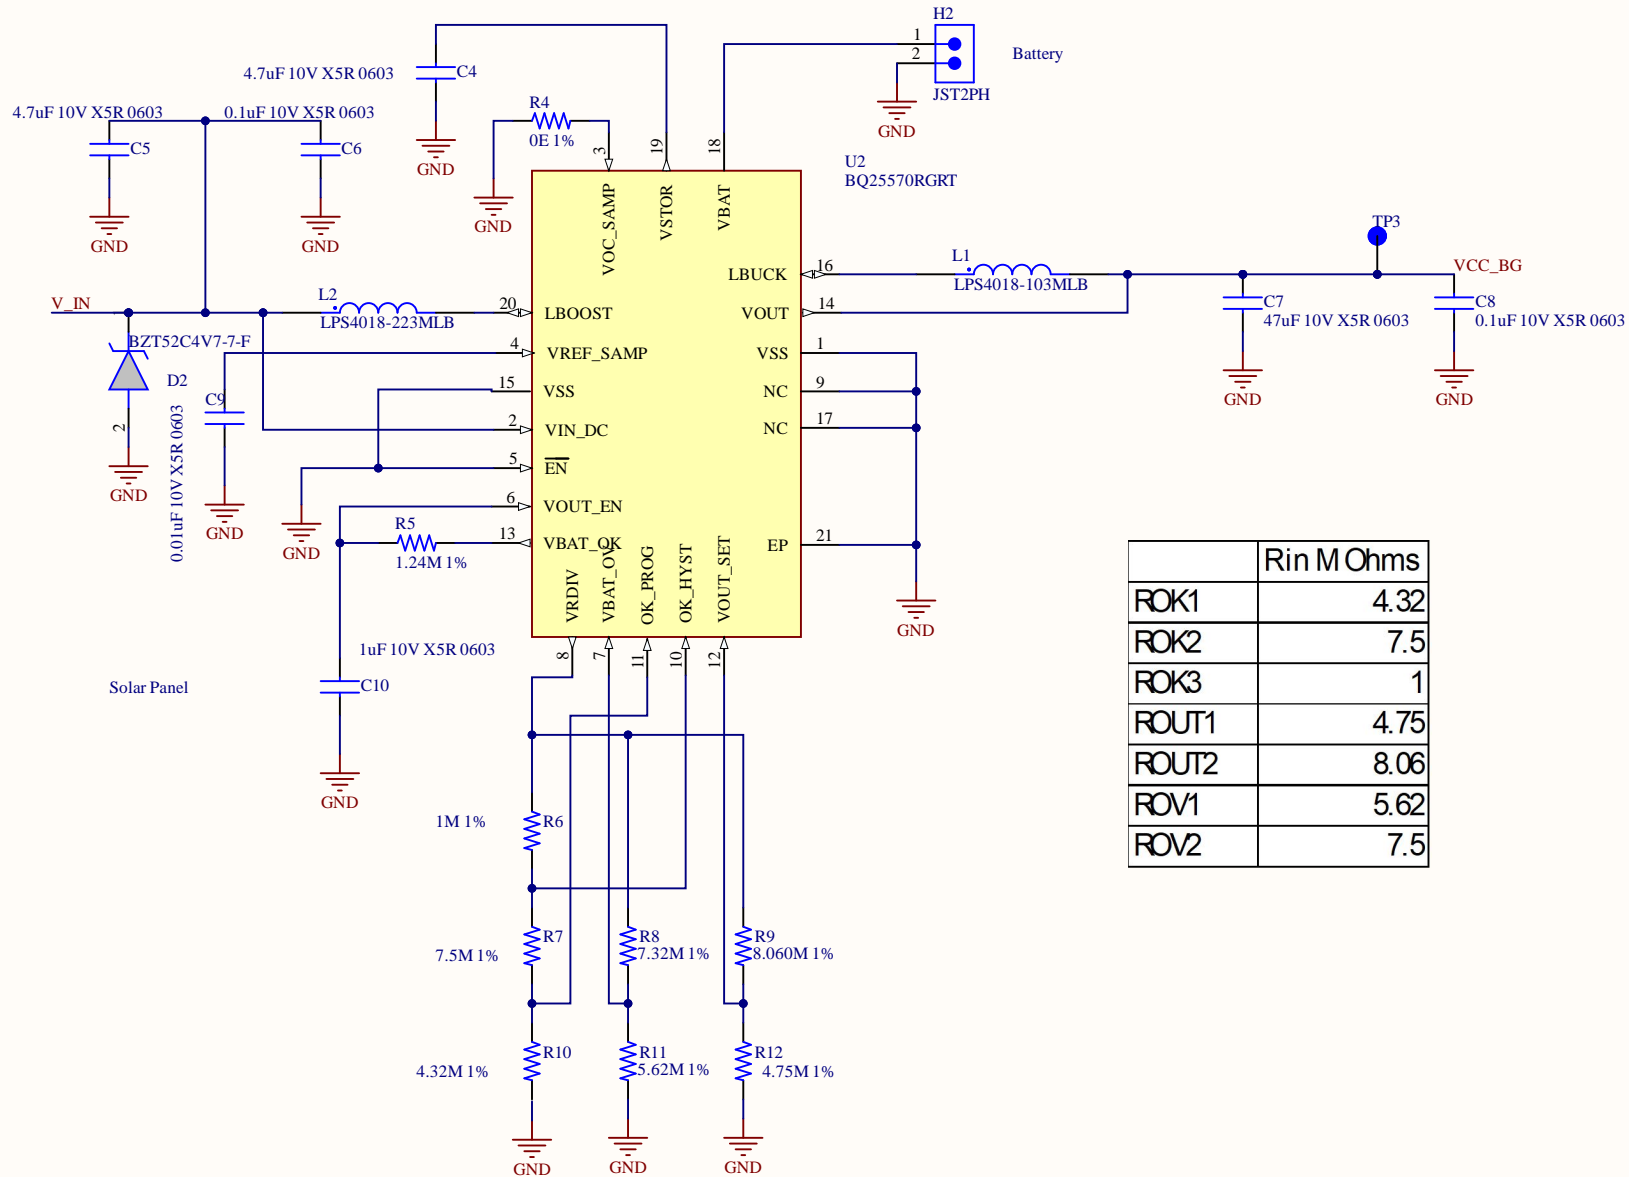 H2
1
2
Battery
JST2PH
GND
4.7uF 10V X5R 0603
C4
GND
4.7uF 10V X5R 0603
C5
GND
0.1uF 10V X5R 0603
C6
GND
R4
0E 1%
GND
3
19
18
U2
BQ25570RGRT
VOC_SAMP
VSTOR
VBAT
TP3
VCC_BG
16
LBUCK
L1
LPS4018-103MLB
14
VOUT
C7
47uF 10V X5R 0603
GND
C8
0.1uF 10V X5R 0603
GND
V_IN
L2
LPS4018-223MLB
20
LBOOST
BZT52C4V7-7-F
D2
2
GND
4
VREF_SAMP
1
VSS
15
VSS
9
NC
C9
0.01uF 10V X5R 0603
GND
2
VIN_DC
17
NC
5
EN
GND
6
VOUT_EN
R5
1.24M 1%
13
VBAT_OK
21
EP
GND
VRDIV
VBAT_OV
OK_PROG
OK_HYST
VOUT_SET
8
7
11
10
12
1uF 10V X5R 0603
C10
GND
Solar Panel
1M 1%
R6
R7
7.5M 1%
R8
7.32M 1%
R9
8.060M 1%
R10
4.32M 1%
R11
5.62M 1%
R12
4.75M 1%
GND
GND
GND
Rin M Ohms
ROK1 4.32
ROK2 7.5
ROK3 1
ROUT1 4.75
ROUT2 8.06
ROV1 5.62
ROV2 7.5